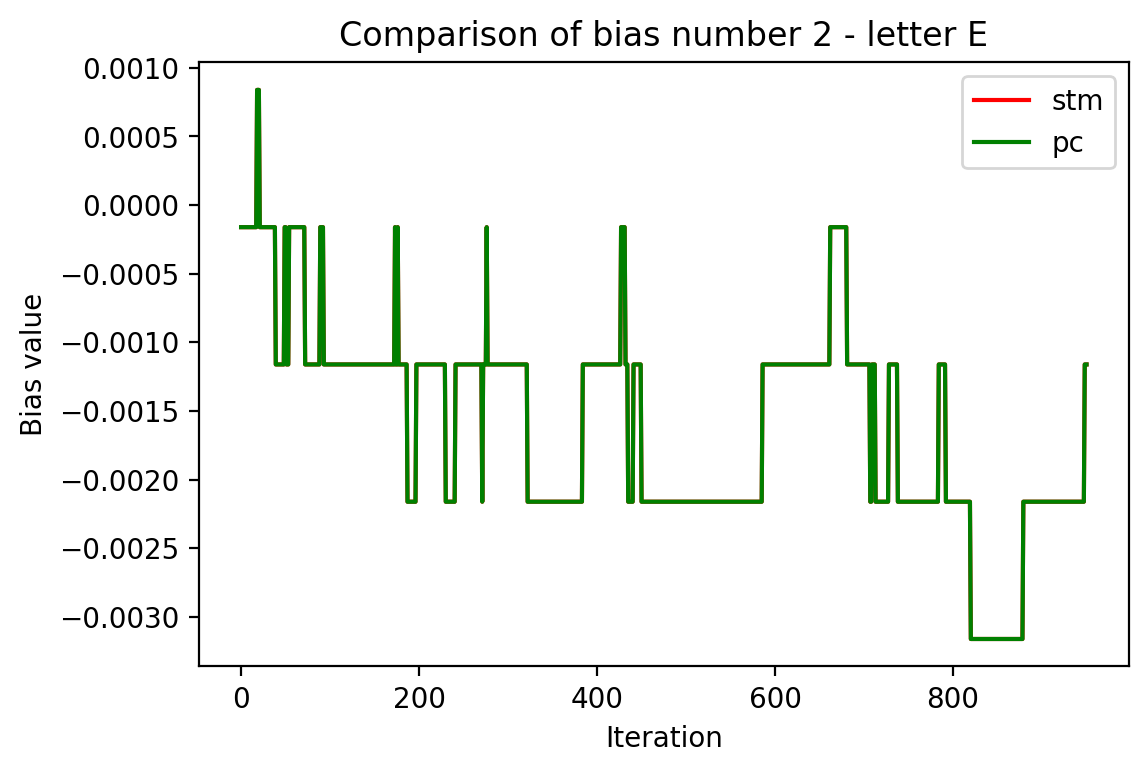 Comparison of bias number 2 - letter E
0.0010
0.0005
0.0000
−0.0005
−0.0010
−0.0015
−0.0020
−0.0025
−0.0030
Bias value
stm
pc
0 200 400 600 800
Iteration